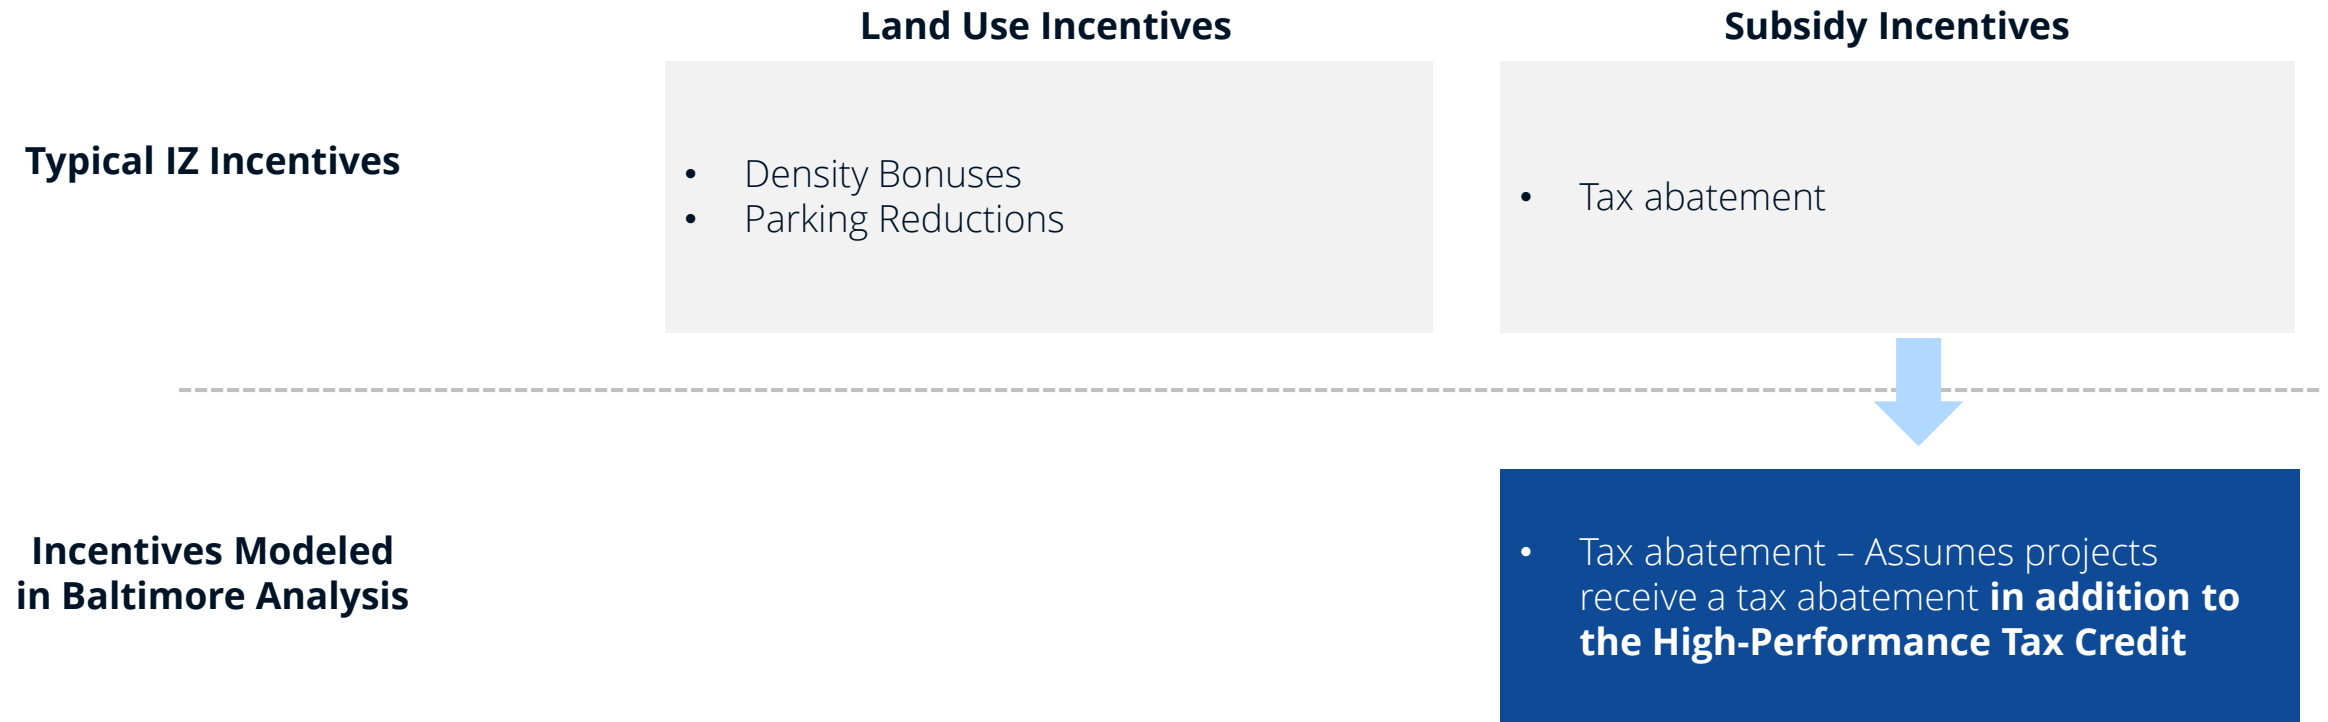 Land Use Incentives
Subsidy Incentives
Typical IZ Incentives
• Density Bonuses
• Parking Reductions
• Tax abatement
Incentives Modeled
in Baltimore Analysis
• Tax abatement – Assumes projects
receive a tax abatement in addition to
the High-Performance Tax Credit